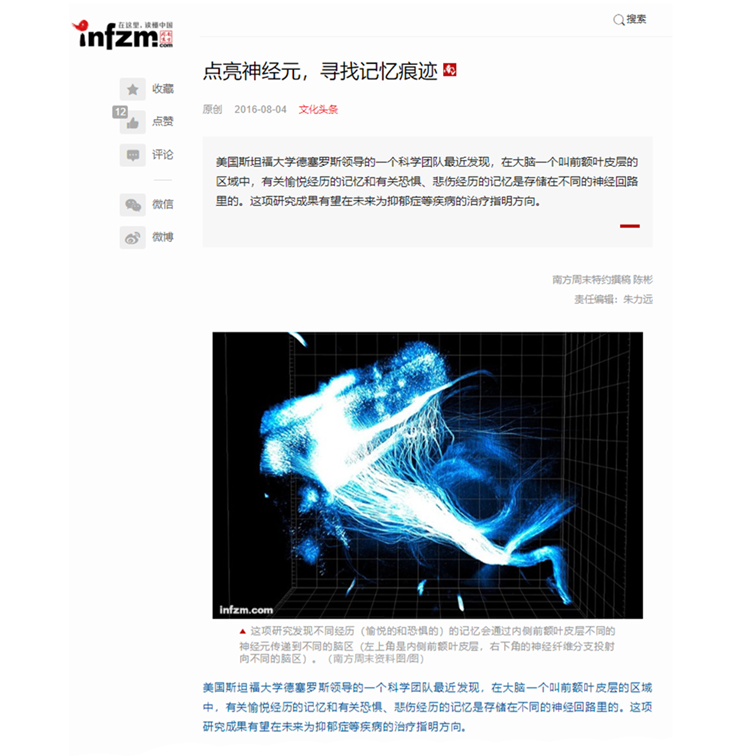 在这里，读懂中国
infzm
.com
搜索
点亮神经元，寻找记忆痕迹
原创 2016-08-04 文化头条
收藏
12
点赞
评论
微信
微博
美国斯坦福大学德塞罗斯领导的一个科学团队最近发现，在大脑一个叫前额叶皮层的
区域中，有关愉悦经历的记忆和有关恐惧、悲伤经历的记忆是存储在不同的神经回路
里的。这项研究成果有望在未来为抑郁症等疾病的治疗指明方向。
南方周末特约撰稿 陈彬
责任编辑：朱力远
infzm.com
▲ 这项研究发现不同经历（愉悦的和恐惧的）的记忆会通过内侧前额叶皮层不同的
神经元传递到不同的脑区（左上角是内侧前额叶皮层，右下角的神经纤维分支投射
向不同的脑区）。（南方周末资料图/图）
美国斯坦福大学德塞罗斯领导的一个科学团队最近发现，在大脑一个叫前额叶皮层的区域
中，有关愉悦经历的记忆和有关恐惧、悲伤经历的记忆是存储在不同的神经回路里的。这项
研究成果有望在未来为抑郁症等疾病的治疗指明方向。